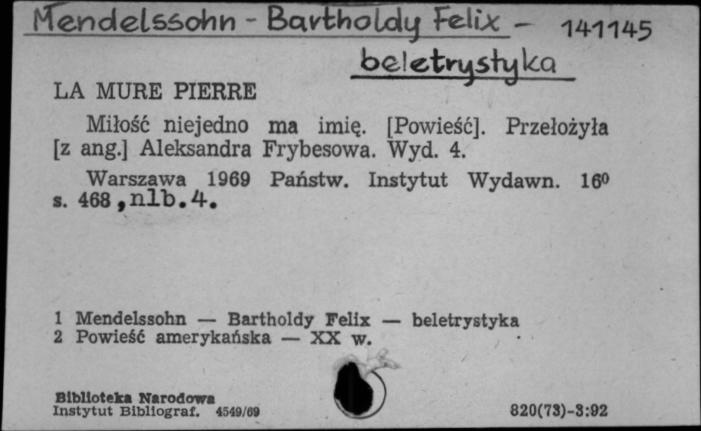 Mendelssohn - Bartholdy Felix - 141145
beletrystyka
LA MURE PIERRE
Miłość niejedno ma imię. [Powieść]. Przełożyła
[z ang.] Aleksandra Frybesowa. Wyd. 4.
Warszawa 1969 Państw. Instytut Wydawn. 16⁰
s. 468, nlb. 4.
1 Mendelssohn — Bartholdy Felix — beletrystyka
2 Powieść amerykańska — XX w.
Biblioteka Narodowa
Instytut Bibliograf. 4549/69
820(73)-3:92